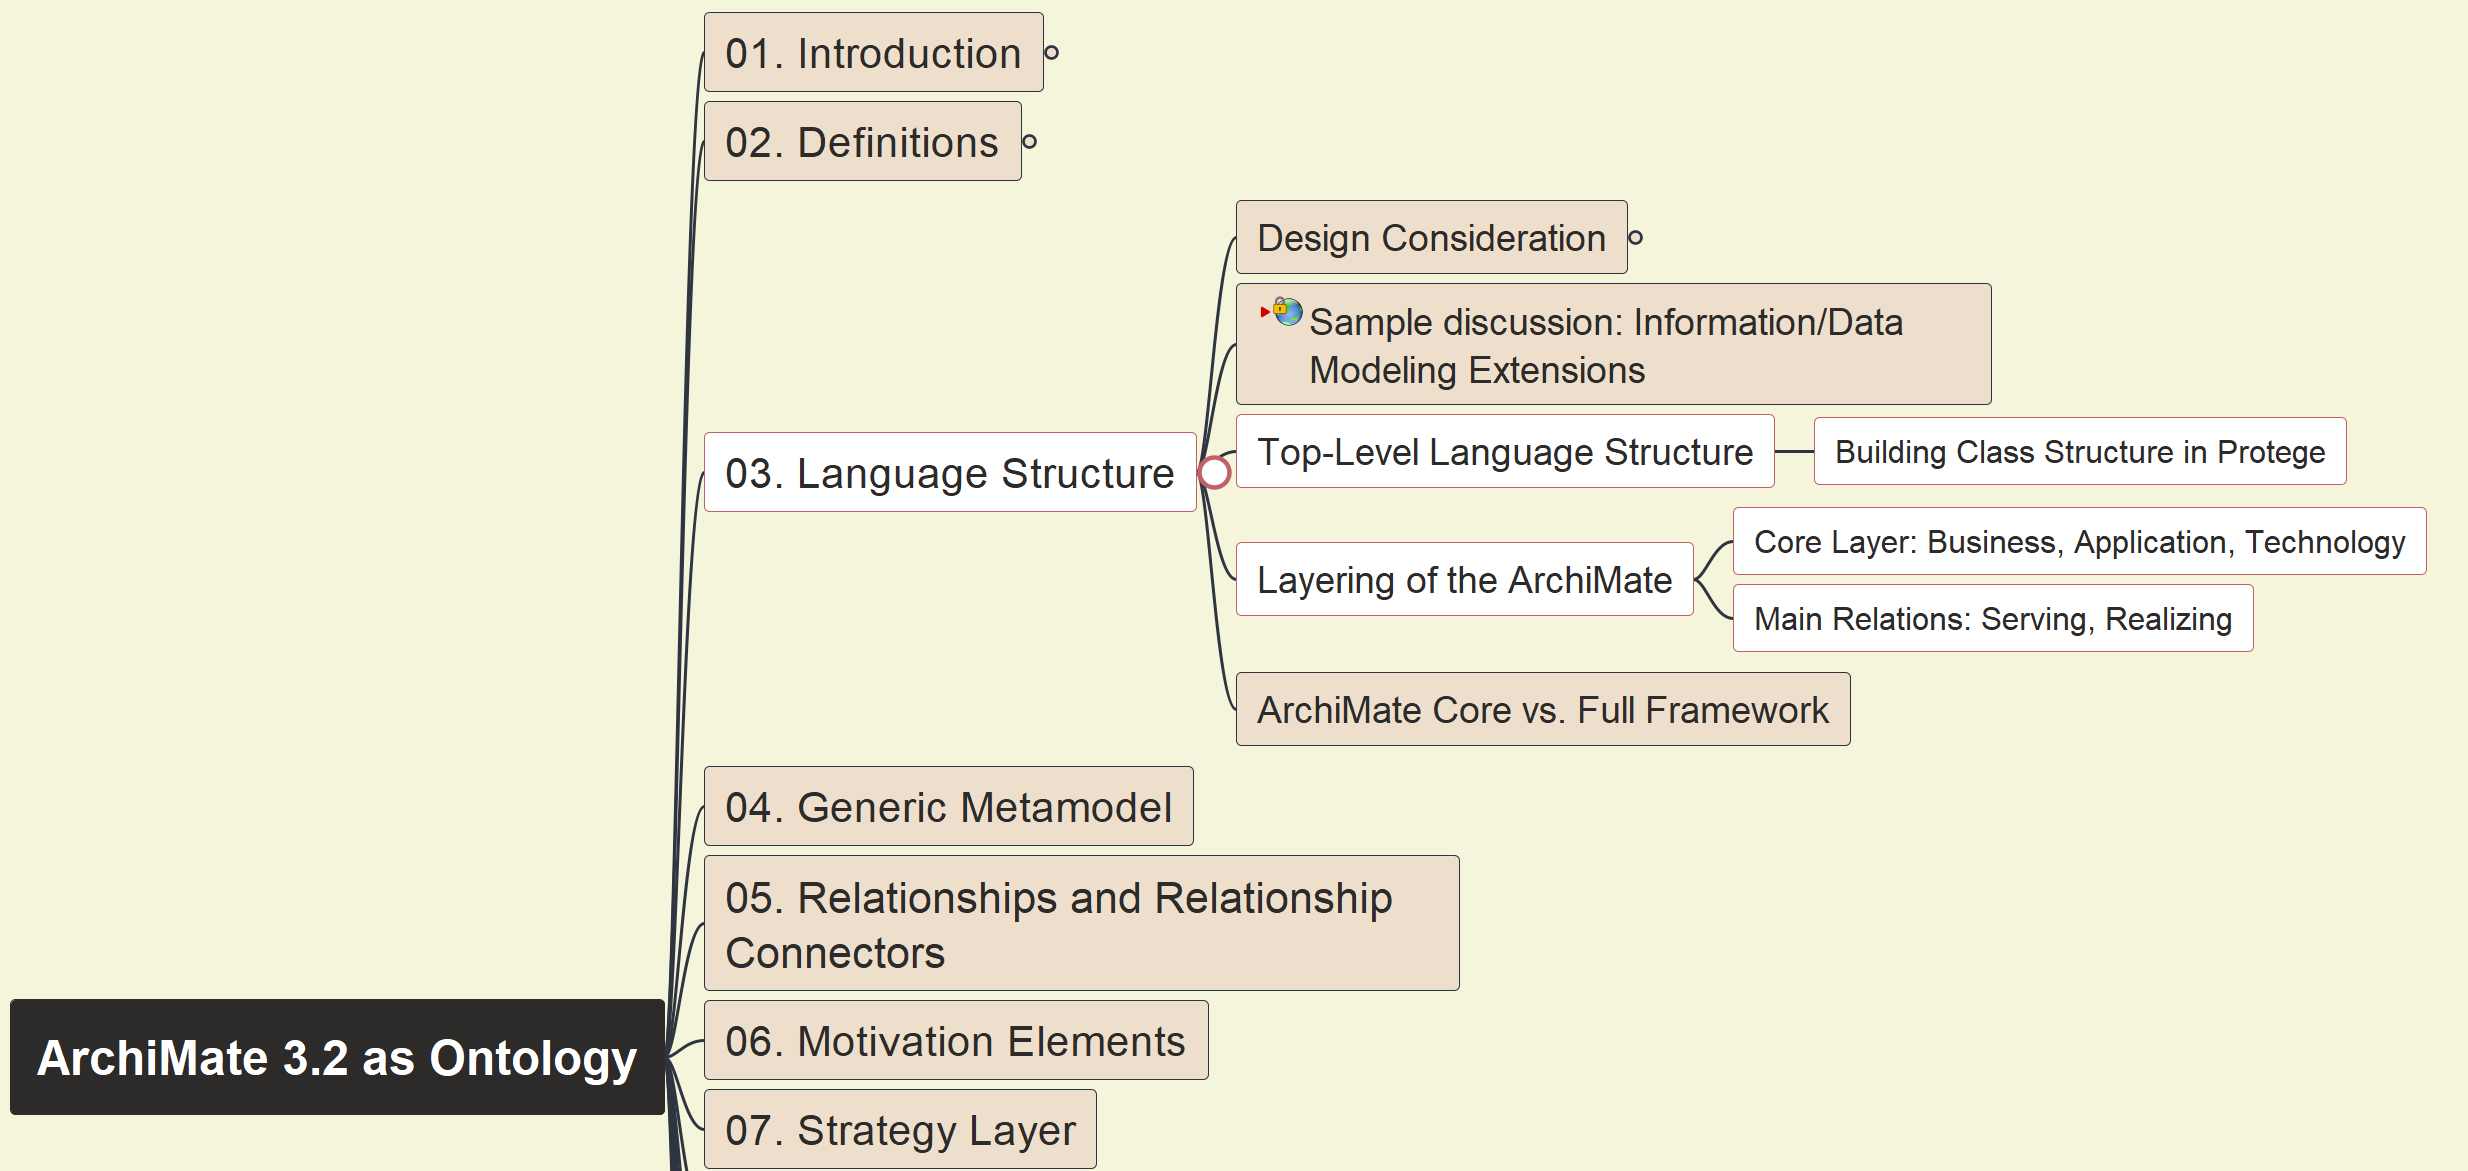 01. Introduction
02. Definitions
Design Consideration
Sample discussion: Information/Data
Modeling Extensions
03. Language Structure
Top-Level Language Structure
Building Class Structure in Protege
Layering of the ArchiMate
Core Layer: Business, Application, Technology
Main Relations: Serving, Realizing
ArchiMate Core vs. Full Framework
04. Generic Metamodel
05. Relationships and Relationship
Connectors
06. Motivation Elements
ArchiMate 3.2 as Ontology
07. Strategy Layer